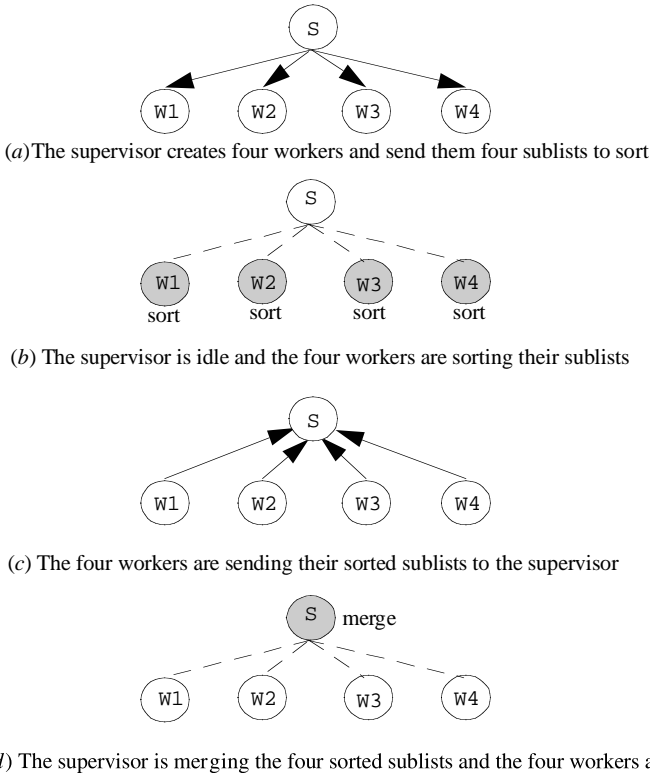 S
W1 W2 W3 W4
(a)The supervisor creates four workers and send them four sublists to sort
S
W1 W2 W3 W4
sort sort sort sort
(b) The supervisor is idle and the four workers are sorting their sublists
S
W1 W2 W3 W4
(c) The four workers are sending their sorted sublists to the supervisor
S merge
W1 W2 W3 W4
) The supervisor is merging the four sorted sublists and the four workers